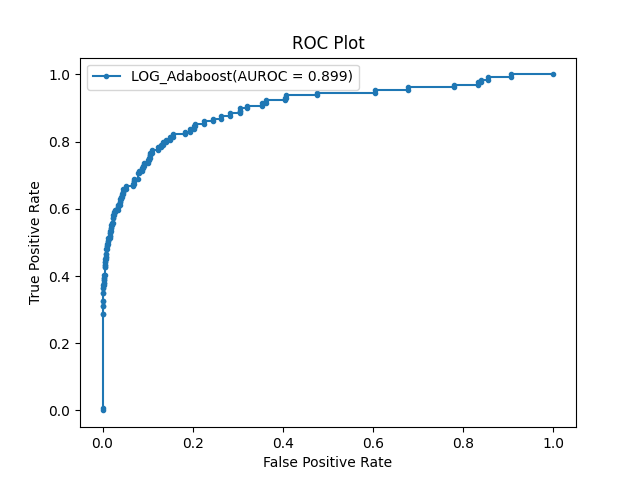 ROC Plot
LOG_Adaboost(AUROC = 0.899)
True Positive Rate
1.0
0.8
0.6
0.4
0.2
0.0
0.0 0.2 0.4 0.6 0.8 1.0
False Positive Rate